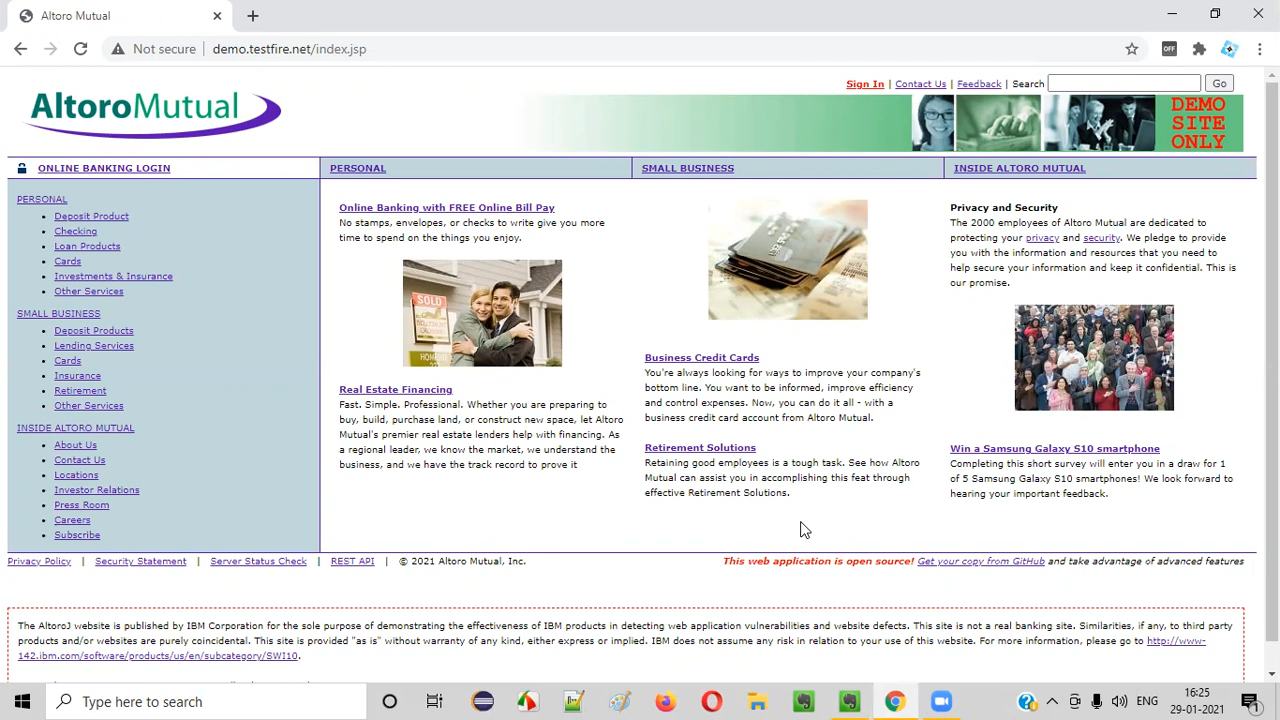 Altoro Mutual
Not secure
demo.testfire.net/index.jsp
OFF
Sign In | Contact Us | Feedback | Search
Go
AltoroMutual
DEMO
SITE
ONLY
ONLINE BANKING LOGIN
PERSONAL
SMALL BUSINESS
INSIDE ALTORO MUTUAL
PERSONAL
Deposit Product
Checking
Loan Products
Cards
Investments & Insurance
Other Services
SMALL BUSINESS
Deposit Products
Lending Services
Cards
Insurance
Retirement
Other Services
INSIDE ALTORO MUTUAL
About Us
Contact Us
Locations
Investor Relations
Press Room
Careers
Subscribe
Online Banking with FREE Online Bill Pay
No stamps, envelopes, or checks to write give you more
time to spend on the things you enjoy.
SOLD
Real Estate Financing
Fast. Simple. Professional. Whether you are preparing to
buy, build, purchase land, or construct new space, let Altoro
Mutual's premier real estate lenders help with financing. As
a regional leader, we know the market, we understand the
business, and we have the track record to prove it
Business Credit Cards
You're always looking for ways to improve your company's
bottom line. You want to be informed, improve efficiency
and control expenses. Now, you can do it all - with a
business credit card account from Altoro Mutual.
Retirement Solutions
Retaining good employees is a tough task. See how Altoro
Mutual can assist you in accomplishing this feat through
effective Retirement Solutions.
Privacy and Security
The 2000 employees of Altoro Mutual are dedicated to
protecting your privacy and security. We pledge to provide
you with the information and resources that you need to
help secure your information and keep it confidential. This is
our promise.
Win a Samsung Galaxy S10 smartphone
Completing this short survey will enter you in a draw for 1
of 5 Samsung Galaxy S10 smartphones! We look forward to
hearing your important feedback.
Privacy Policy | Security Statement | Server Status Check | REST API | © 2021 Altoro Mutual, Inc.
This web application is open source! Get your copy from GitHub and take advantage of advanced features
The AltoroJ website is published by IBM Corporation for the sole purpose of demonstrating the effectiveness of IBM products in detecting web application vulnerabilities and website defects. This site is not a real banking site. Similarities, if any, to third party
products and/or websites are purely coincidental. This site is provided "as is" without warranty of any kind, either express or implied. IBM does not assume any risk in relation to your use of this website. For more information, please go to http://www-
142.ibm.com/software/products/us/en/subcategory/SWI10.
Type here to search
ENG
16:25
29-01-2021
1